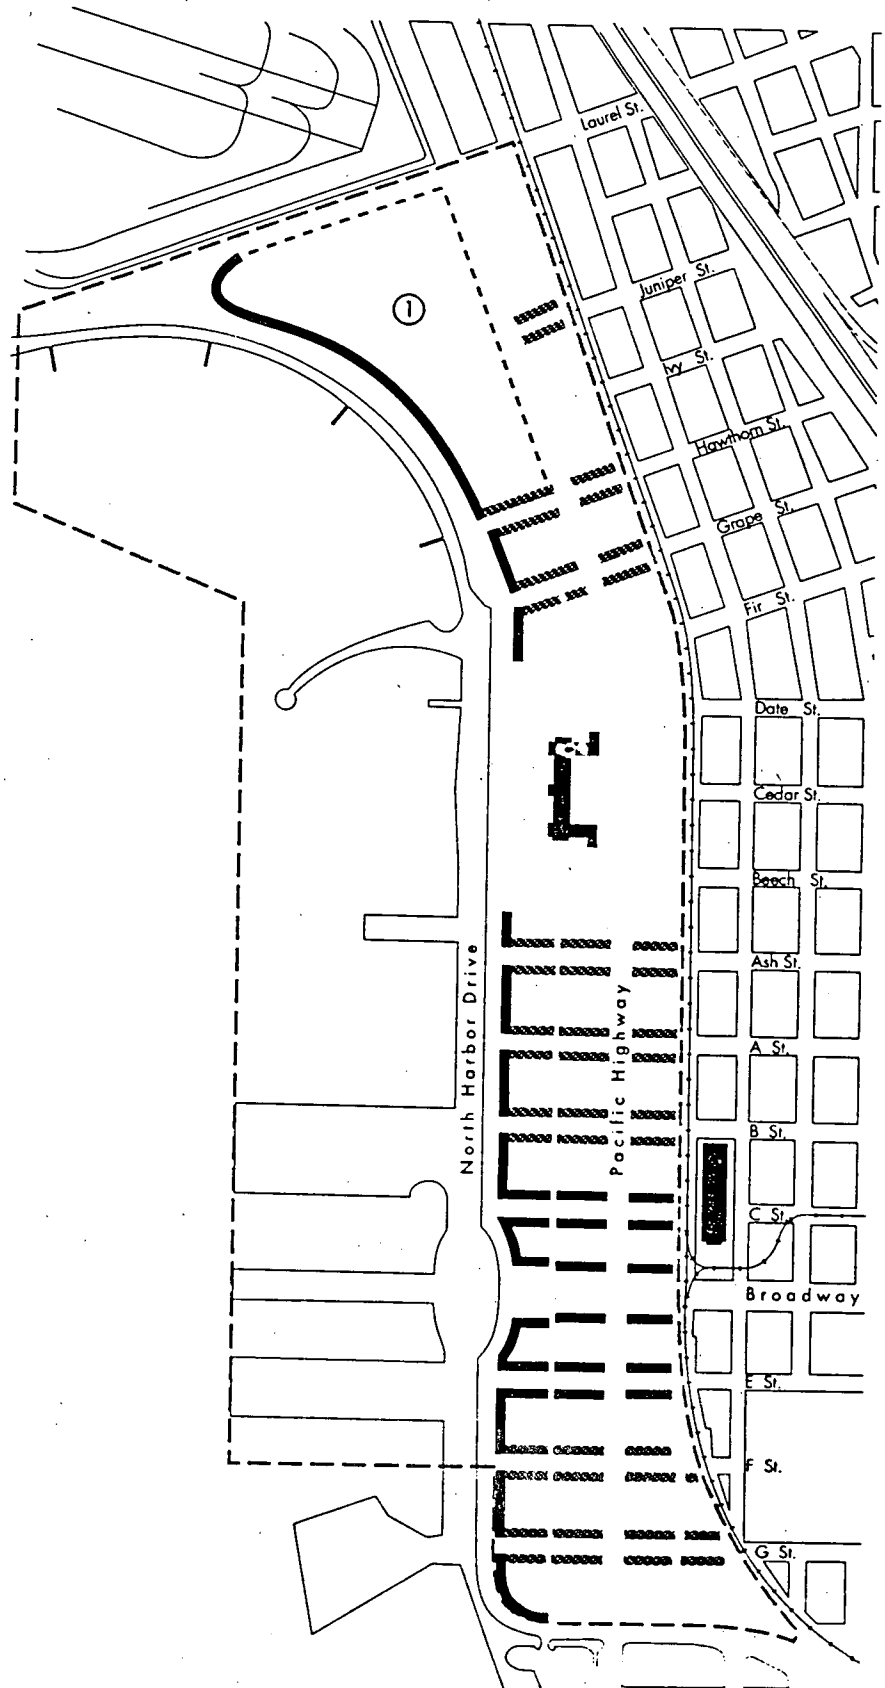 Laurel St.
Juniper St.
Ivy St.
Hawthorn St.
Grape St.
Fir St.
Date St.
Cedar St.
Beech St.
Ash St.
A St.
B St.
C St.
Broadway
E St.
F St.
G St.
North Harbor Drive
Pacific Highway
1